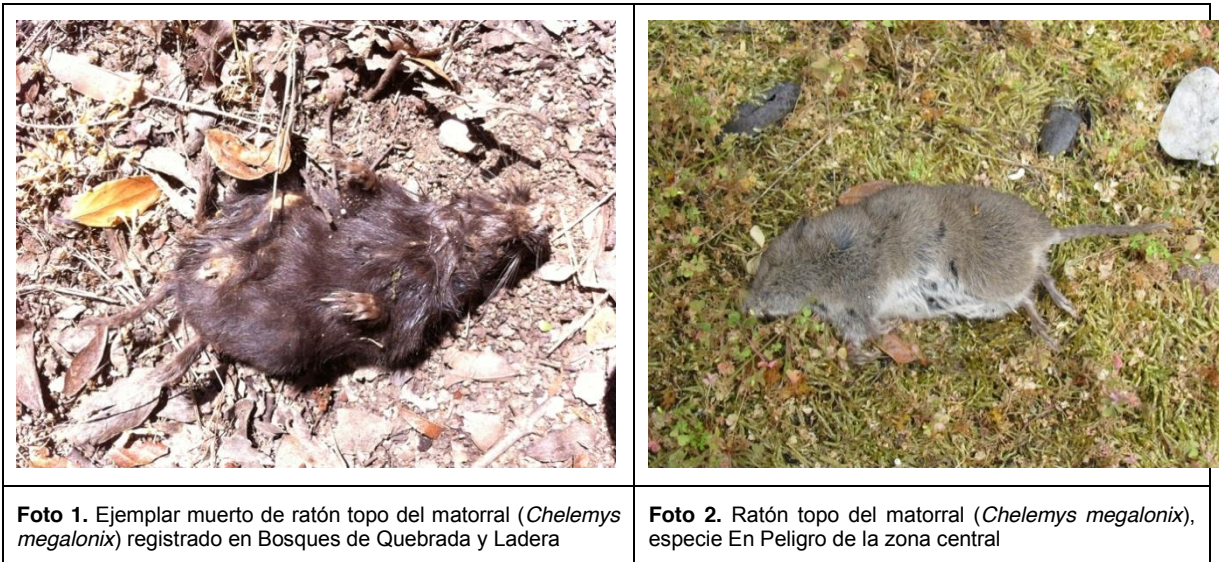 Foto 1. Ejemplar muerto de ratón topo del matorral (Chelemys
megalonix) registrado en Bosques de Quebrada y Ladera
Foto 2. Ratón topo del matorral (Chelemys megalonix),
especie En Peligro de la zona central